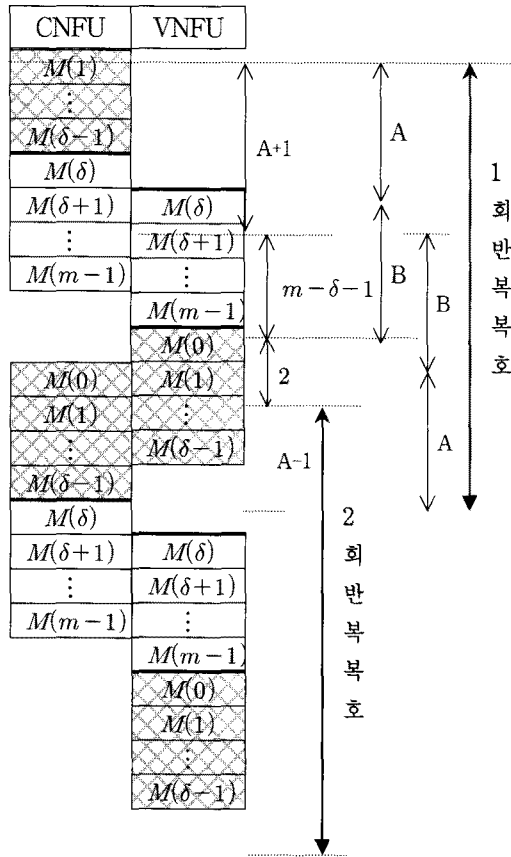 CNFU VNFU
M(1)
⋮
M(δ−1)
M(δ)
M(δ+1) M(δ)
⋮ M(δ+1)
M(m−1) ⋮
M(m−1)
M(0)
M(0) M(1)
M(1) ⋮
⋮ M(δ−1)
M(δ−1)
M(δ)
M(δ+1) M(δ)
⋮ M(δ+1)
M(m−1) ⋮
M(m−1)
M(0)
M(1)
⋮
M(δ−1)
A+1
A
m−δ−1
B
B
2
A
A-1
1회반복복호
2회반복복호